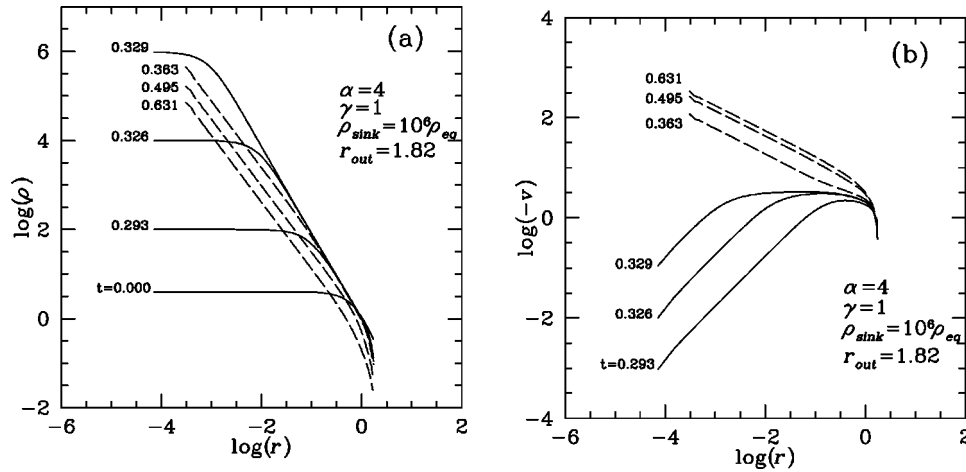 (a)
6
4
2
0
−2
log(ρ)
0.329
0.363
0.495
0.631
0.326
0.293
t=0.000
α=4
γ=1
ρsink=10⁶ρeq
rout=1.82
−6
−4
−2
0
2
log(r)
(b)
4
2
0
−2
−4
log(−v)
0.631
0.495
0.363
0.329
0.326
t=0.293
α=4
γ=1
ρsink=10⁶ρeq
rout=1.82
−6
−4
−2
0
2
log(r)